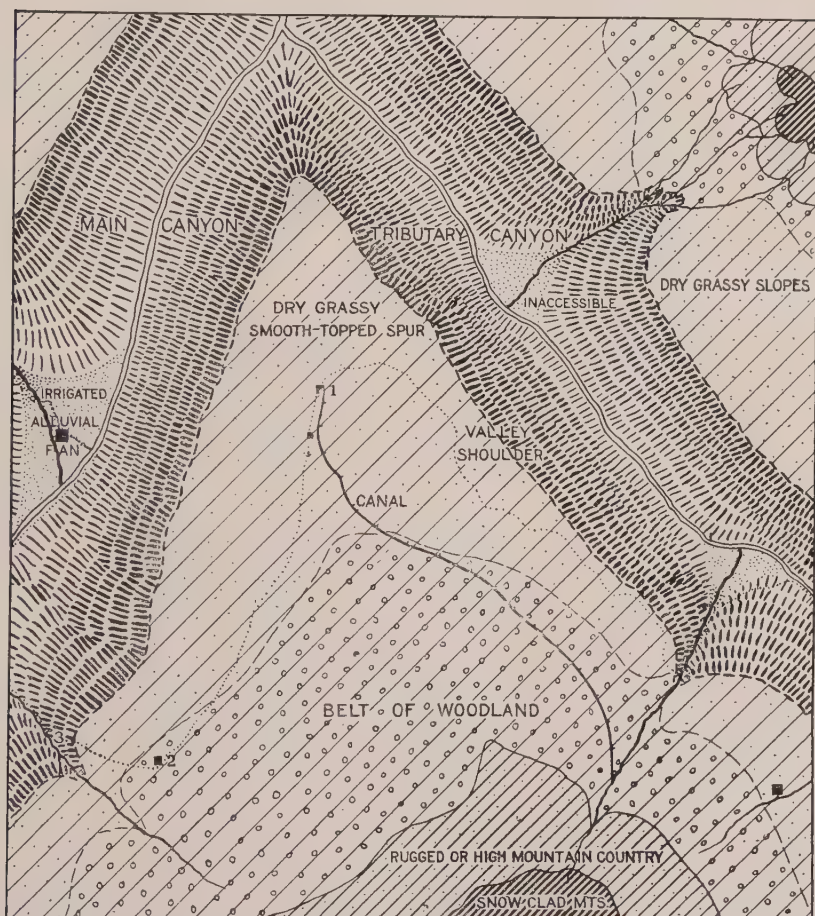 MAIN CANYON
TRIBUTARY CANYON
INACCESSIBLE
DRY GRASSY SLOPES
DRY GRASSY
SMOOTH-TOPPED SPUR
1
IRRIGATED
ALLUVIAL
FAN
VALLEY
SHOULDER
CANAL
BELT OF WOODLAND
3
2
RUGGED OR HIGH MOUNTAIN COUNTRY
SNOW CLAD MTS.